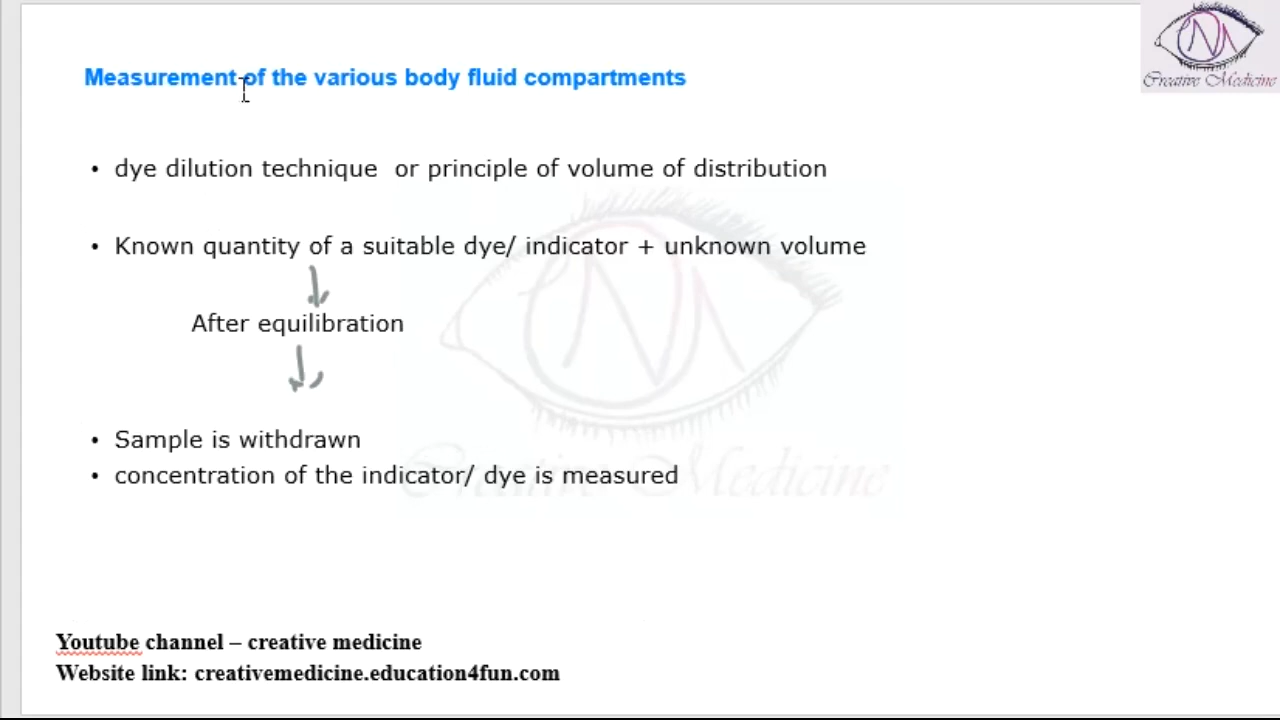 Creative Medicine
Measurement of the various body fluid compartments
• dye dilution technique or principle of volume of distribution
• Known quantity of a suitable dye/ indicator + unknown volume
After equilibration
• Sample is withdrawn
• concentration of the indicator/ dye is measured
Creative Medicine
Youtube channel – creative medicine
Website link: creativemedicine.education4fun.com